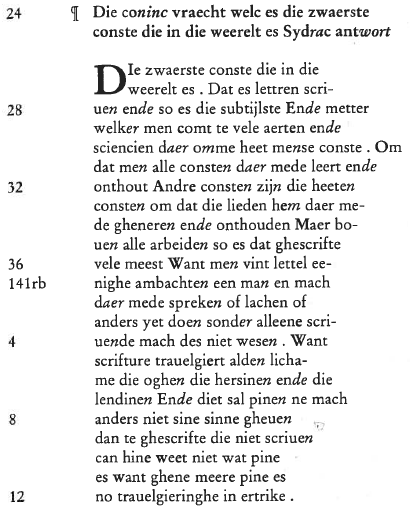 24 ¶ Die coninc vraecht welc es die zwaerste
conste die in die weerelt es Sydrac antwort
DIe zwaerste conste die in die
weerelt es . Dat es lettren scri-
28 uen ende so es die subtijlste Ende metter
welker men comt te vele aerten ende
sciencien daer omme heet mense conste . Om
dat men alle consten daer mede leert ende
32 onthout Andre consten zijn die heeten
consten om dat die lieden hem daer me-
de gheneren ende onthouden Maer bo-
uen alle arbeiden so es dat ghescrifte
36 vele meest Want men vint lettel ee-
141rb nighe ambachten een man en mach
daer mede spreken of lachen of
anders yet doen sonder alleene scri-
4 uende mach des niet wesen . Want
scrifture trauelgiert alden licha-
me die oghen die hersinen ende die
lendinen Ende diet sal pinen ne mach
8 anders niet sine sinne gheuen
dan te ghescrifte die niet scriuen
can hine weet niet wat pine
es want ghene meere pine es
12 no trauelgieringhe in ertrike .